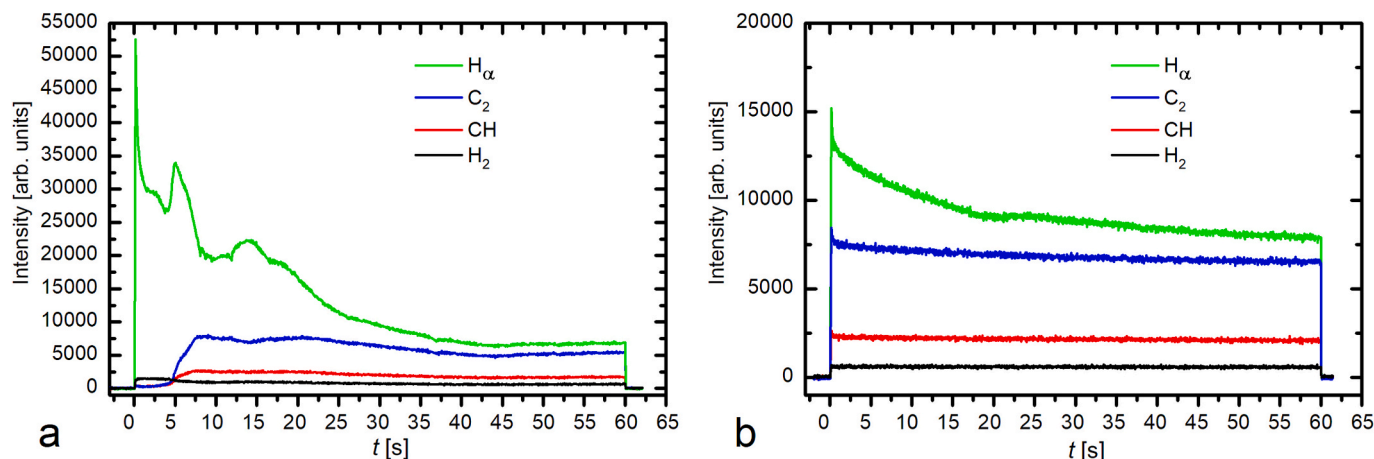 55000
50000
45000
40000
35000
30000
25000
20000
15000
10000
5000
0
Intensity [arb. units]
Hα
C2
CH
H2
0 5 10 15 20 25 30 35 40 45 50 55 60 65
t [s]
a
20000
15000
10000
5000
0
Intensity [arb. units]
Hα
C2
CH
H2
0 5 10 15 20 25 30 35 40 45 50 55 60 65
t [s]
b